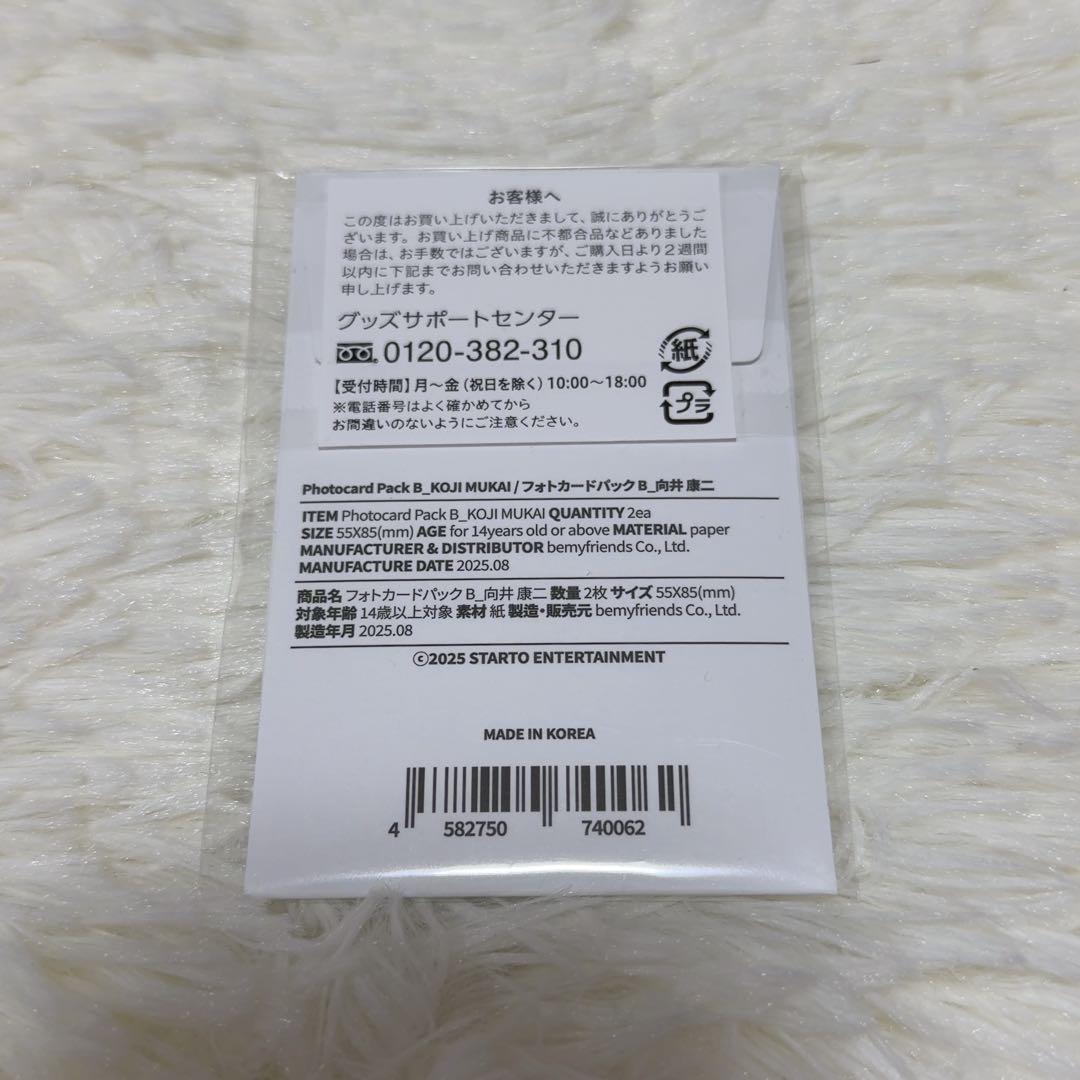 お客様へ
この度はお買い上げいただきまして、誠にありがとうご
ざいます。お買い上げ商品に不都合品などありました
場合は、お手数ではございますが、ご購入日より2週間
以内に下記までお問い合わせいただきますようお願い
申し上げます。
グッズサポートセンター
0120-382-310
【受付時間】月～金（祝日を除く）10:00～18:00
※電話番号はよく確かめてから
お間違いのないようにご注意ください。
紙
プラ
Photocard Pack B_KOJI MUKAI / フォトカードパック B_向井 康二
ITEM Photocard Pack B_KOJI MUKAI QUANTITY 2ea
SIZE 55X85(mm) AGE for 14years old or above MATERIAL paper
MANUFACTURER & DISTRIBUTOR bemyfriends Co., Ltd.
MANUFACTURE DATE 2025.08
商品名 フォトカードパック B_向井 康二 数量 2枚 サイズ 55X85(mm)
対象年齢 14歳以上対象 素材 紙 製造・販売元 bemyfriends Co., Ltd.
製造年月 2025.08
©2025 STARTO ENTERTAINMENT
MADE IN KOREA
4 582750 740062